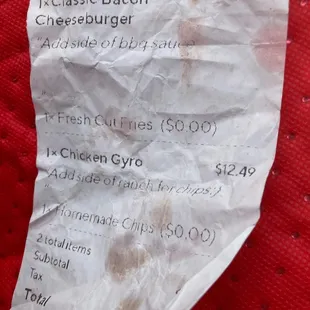 1x Classic Bacon
Cheeseburger
"Add side of bbq sauce
"
1x Fresh Cut Fries ($0.00)
1x Chicken Gyro $12.49
"Add side of ranch for chips:)
"
1x Homemade Chips ($0.00)
2 total items
Subtotal
Tax
Total